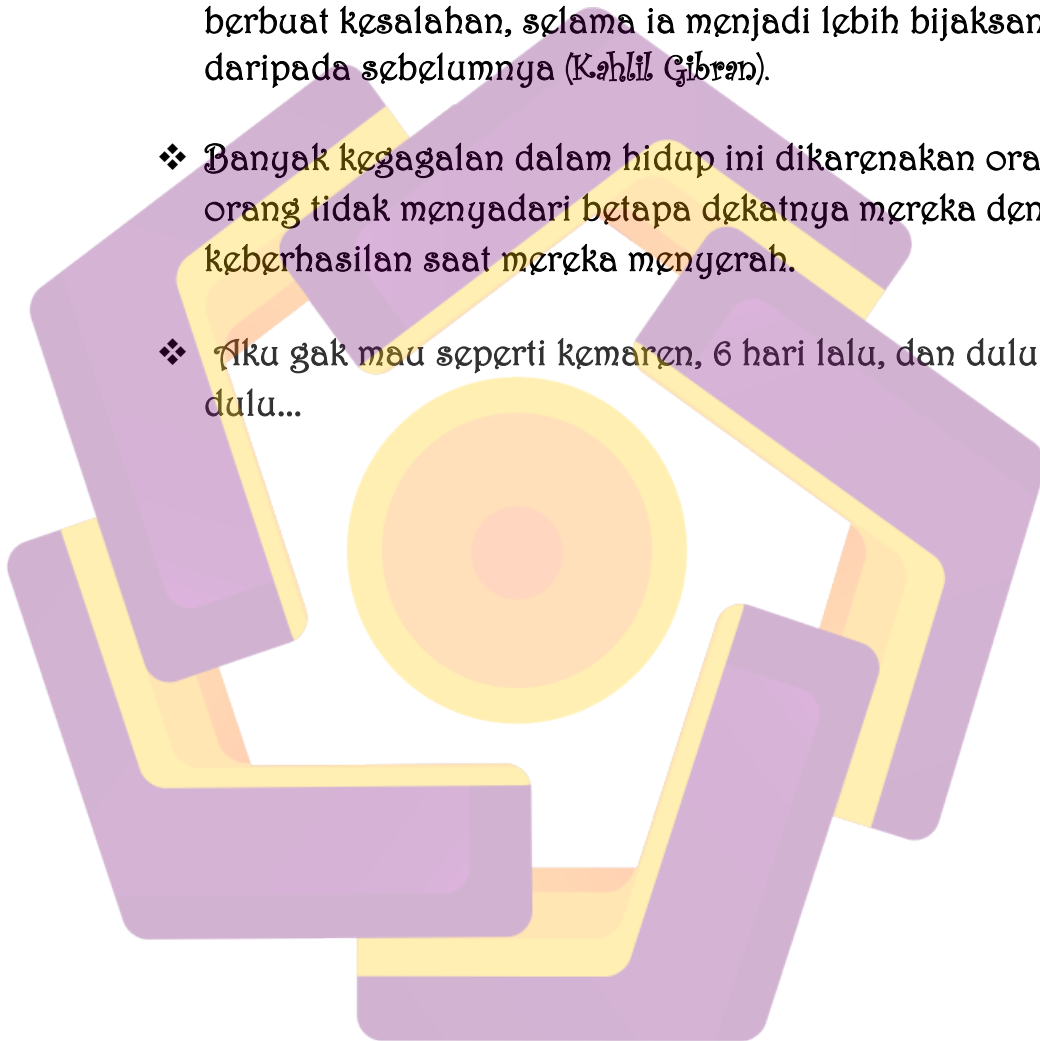 berbuat kesalahan, selama ia menjadi lebih bijaksan
daripada sebelumnya (Kahlil Gibran).
❖ Banyak kegagalan dalam hidup ini dikarenakan ora
orang tidak menyadari betapa dekatnya mereka den
keberhasilan saat mereka menyerah.
❖ Aku gak mau seperti kemaren, 6 hari lalu, dan dulu
dulu...